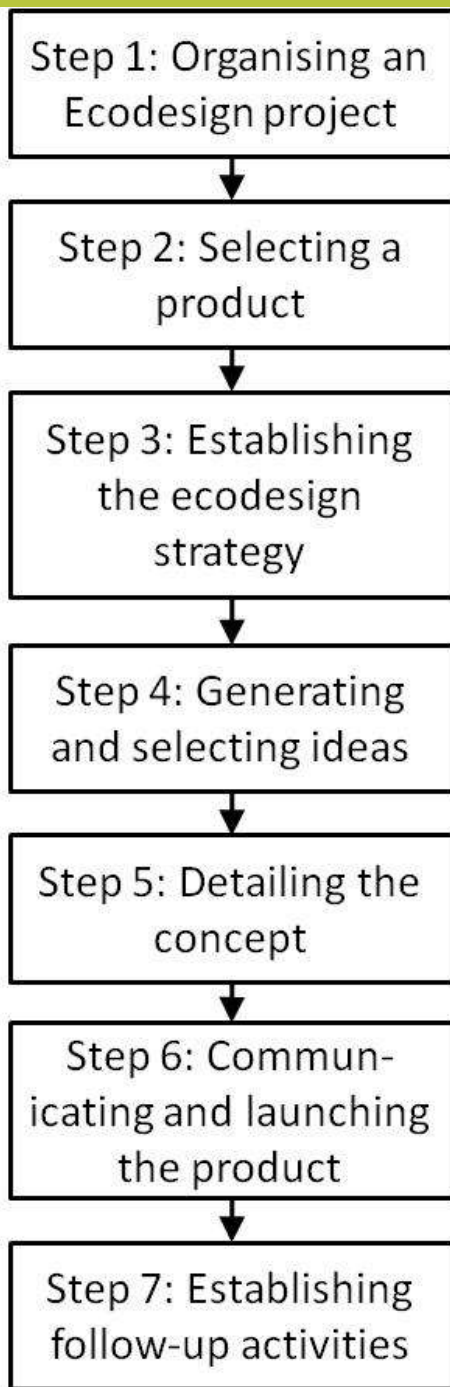 Step 1: Organising an
Ecodesign project
Step 2: Selecting a
product
Step 3: Establishing
the ecodesign
strategy
Step 4: Generating
and selecting ideas
Step 5: Detailing the
concept
Step 6: Commun-
icating and launching
the product
Step 7: Establishing
follow-up activities